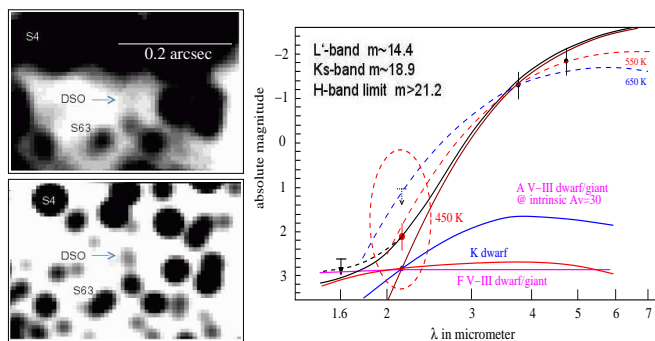 S4
0.2 arcsec
DSO
S63
S4
DSO
S63
L'-band m~14.4
Ks-band m~18.9
H-band limit m>21.2
550 K
650 K
450 K
A V-III dwarf/giant
@ intrinsic Av=30
K dwarf
F V-III dwarf/giant
absolute magnitude
−2
−1
0
1
2
3
1.6
2
3
4
5
6
7
λ in micrometer